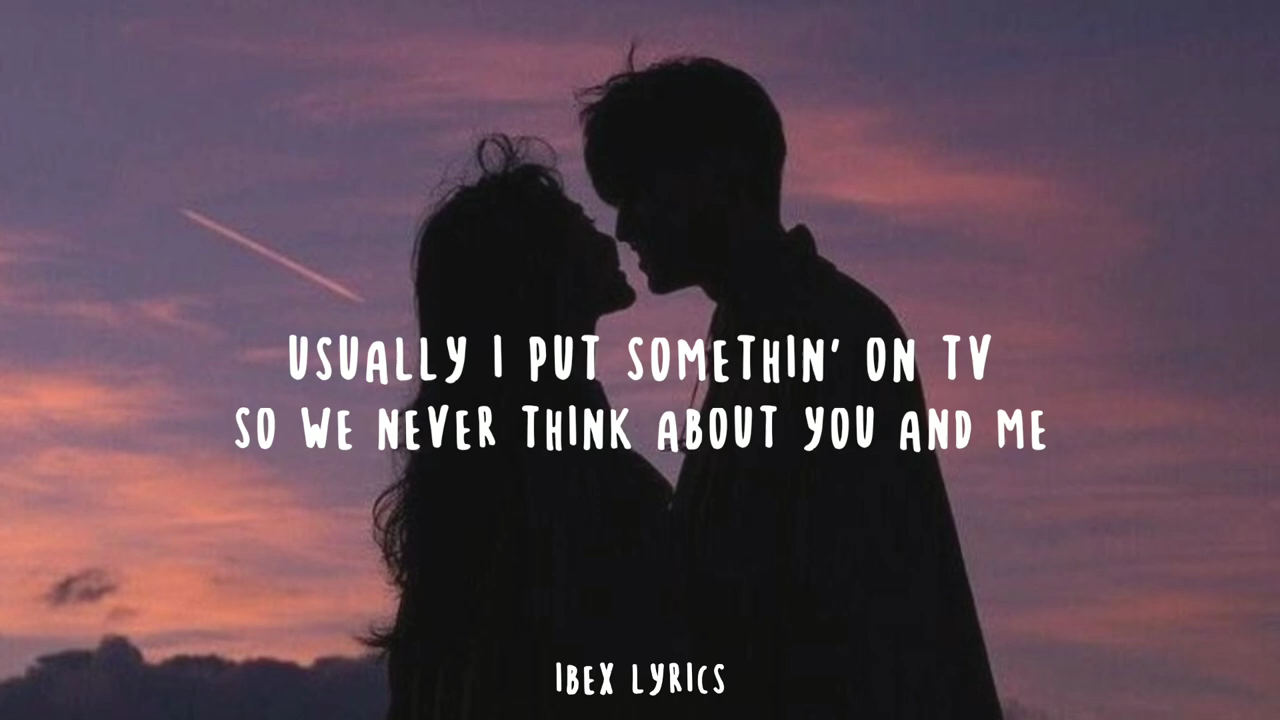 USUALLY I PUT SOMETHIN' ON TV
SO WE NEVER THINK ABOUT YOU AND ME
IBEX LYRICS